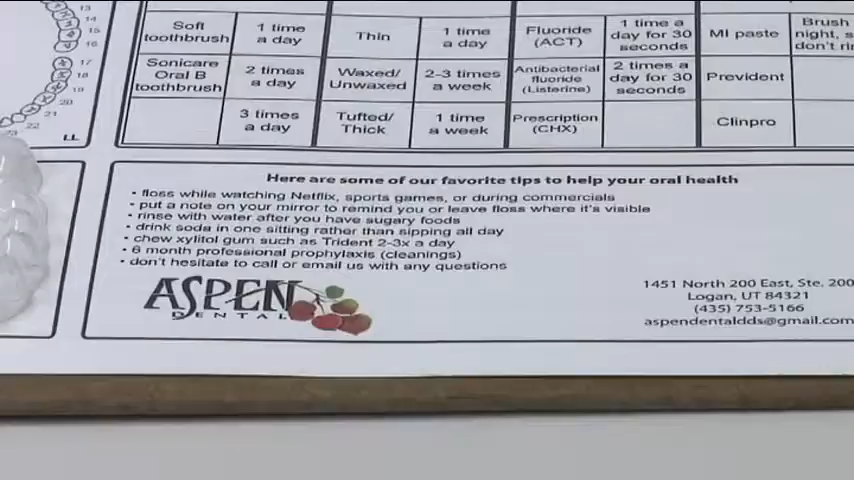 13
14
15
16
17
18
19
20
21
22
23
LL
Soft toothbrush
1 time a day
Thin
1 time a day
Fluoride (ACT)
1 time a day for 30 seconds
MI paste
Brush
night, s
don't ri
Sonicare Oral B toothbrush
2 times a day
Waxed/ Unwaxed
2-3 times a week
Antibacterial fluoride (Listerine)
2 times a day for 30 seconds
Prevident
3 times a day
Tufted/ Thick
1 time a week
Prescription (CHX)
Clinpro
Here are some of our favorite tips to help your oral health
• floss while watching Netflix, sports games, or during commercials
• put a note on your mirror to remind you or leave floss where it's visible
• rinse with water after you have sugary foods
• drink soda in one sitting rather than sipping all day
• chew xylitol gum such as Trident 2-3x a day
• 6 month professional prophylaxis (cleanings)
• don't hesitate to call or email us with any questions
ASPEN
DENTAL
1451 North 200 East, Ste. 200
Logan, UT 84321
(435) 753-5166
aspendentaldds@gmail.com